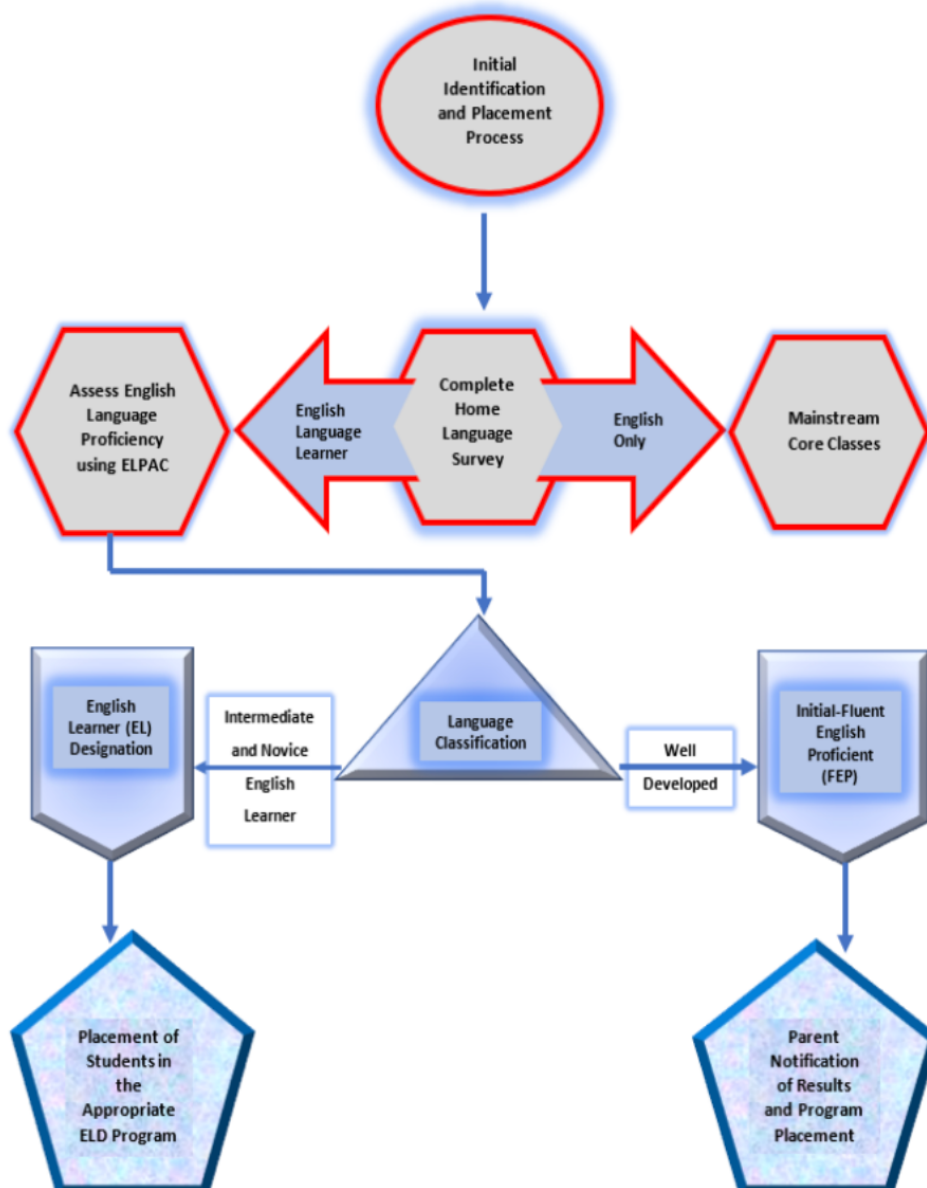 Initial
Identification
and Placement
Process
Assess English
Language
Proficiency
using ELPAC
English
Language
Learner
Complete
Home
Language
Survey
English
Only
Mainstream
Core Classes
English
Learner (EL)
Designation
Intermediate
and Novice
English
Learner
Language
Classification
Well
Developed
Initial-Fluent
English
Proficient
(FEP)
Placement of
Students in
the
Appropriate
ELD Program
Parent
Notification
of Results
and Program
Placement